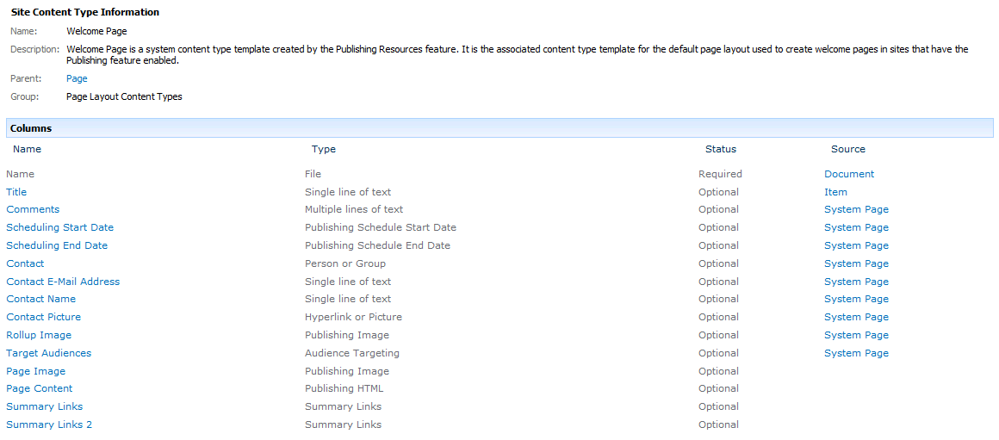 Site Content Type Information
Name: Welcome Page
Description: Welcome Page is a system content type template created by the Publishing Resources feature. It is the associated content type template for the default page layout used to create welcome pages in sites that have the
Publishing feature enabled.
Parent: Page
Group: Page Layout Content Types
Columns
Name Type Status Source
Name File Required Document
Title Single line of text Optional Item
Comments Multiple lines of text Optional System Page
Scheduling Start Date Publishing Schedule Start Date Optional System Page
Scheduling End Date Publishing Schedule End Date Optional System Page
Contact Person or Group Optional System Page
Contact E-Mail Address Single line of text Optional System Page
Contact Name Single line of text Optional System Page
Contact Picture Hyperlink or Picture Optional System Page
Rollup Image Publishing Image Optional System Page
Target Audiences Audience Targeting Optional System Page
Page Image Publishing Image Optional
Page Content Publishing HTML Optional
Summary Links Summary Links Optional
Summary Links 2 Summary Links Optional